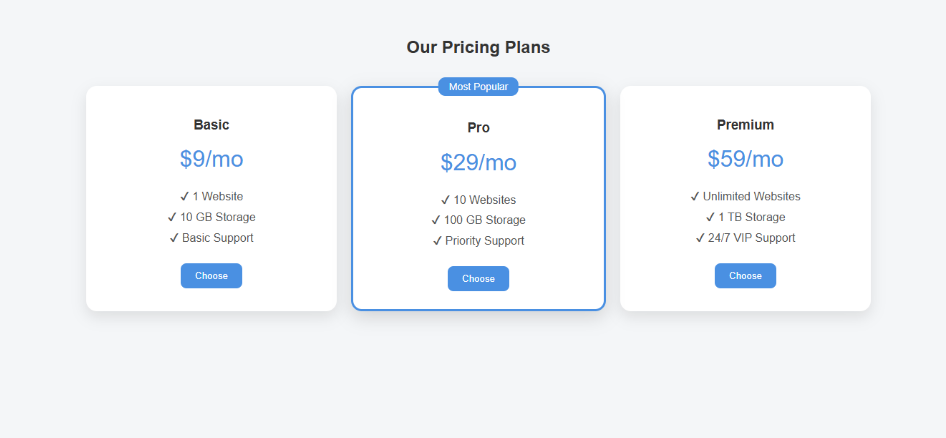 Our Pricing Plans
Basic
$9/mo
✓ 1 Website
✓ 10 GB Storage
✓ Basic Support
Choose
Most Popular
Pro
$29/mo
✓ 10 Websites
✓ 100 GB Storage
✓ Priority Support
Choose
Premium
$59/mo
✓ Unlimited Websites
✓ 1 TB Storage
✓ 24/7 VIP Support
Choose